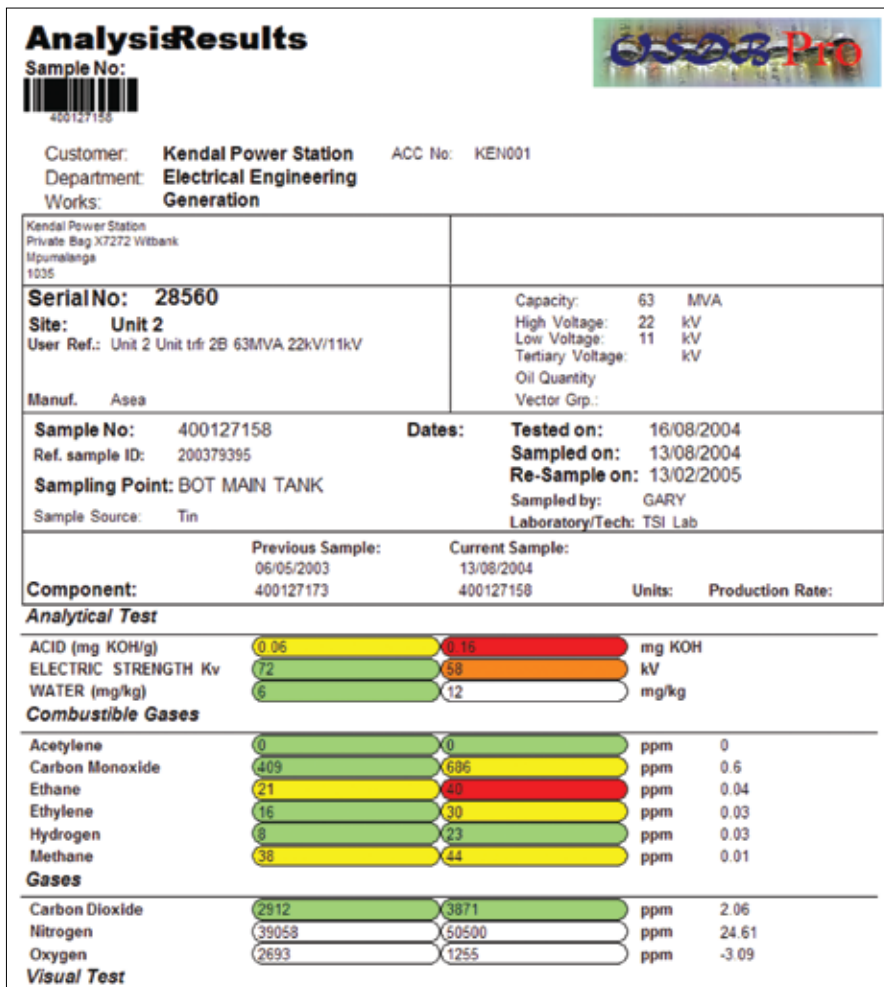 AnalysisResults
OSDB Pro
Sample No:
400127158
Customer: Kendal Power Station ACC No: KEN001
Department: Electrical Engineering
Works: Generation
Kendal Power Station
Private Bag X7272 Witbank
Mpumalanga
1035
Serial No: 28560
Site: Unit 2
User Ref.: Unit 2 Unit trfr 2B 63MVA 22kV/11kV
Manuf. Asea
Capacity: 63 MVA
High Voltage: 22 kV
Low Voltage: 11 kV
Tertiary Voltage: kV
Oil Quantity
Vector Grp.:
Sample No: 400127158
Ref. sample ID: 200379395
Sampling Point: BOT MAIN TANK
Sample Source: Tin
Dates: Tested on: 16/08/2004
Sampled on: 13/08/2004
Re-Sample on: 13/02/2005
Sampled by: GARY
Laboratory/Tech: TSI Lab
Previous Sample: Current Sample:
06/05/2003 13/08/2004
Component: 400127173 400127158 Units: Production Rate:
Analytical Test
ACID (mg KOH/g) 0.06 0.16 mg KOH
ELECTRIC STRENGTH Kv 72 58 kV
WATER (mg/kg) 6 12 mg/kg
Combustible Gases
Acetylene 0 0 ppm 0
Carbon Monoxide 409 686 ppm 0.6
Ethane 21 40 ppm 0.04
Ethylene 16 30 ppm 0.03
Hydrogen 8 23 ppm 0.03
Methane 38 44 ppm 0.01
Gases
Carbon Dioxide 2912 3871 ppm 2.06
Nitrogen 39058 50500 ppm 24.61
Oxygen 2693 1255 ppm -3.09
Visual Test